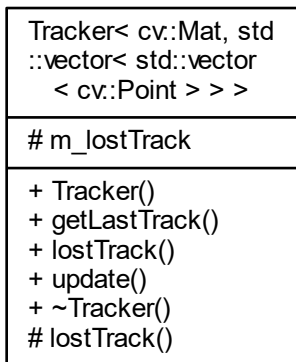 Tracker< cv::Mat, std
::vector< std::vector
< cv::Point > > >
# m_lostTrack
+ Tracker()
+ getLastTrack()
+ lostTrack()
+ update()
+ ~Tracker()
# lostTrack()